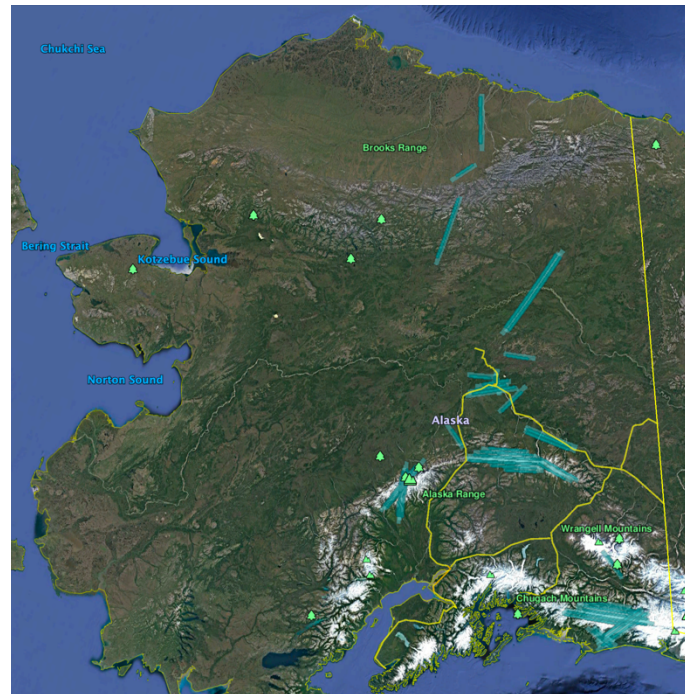 Chukchi Sea
Brooks Range
Bering Strait
Kotzebue Sound
Norton Sound
Alaska
Alaska Range
Wrangell Mountains
Chugach Mountains